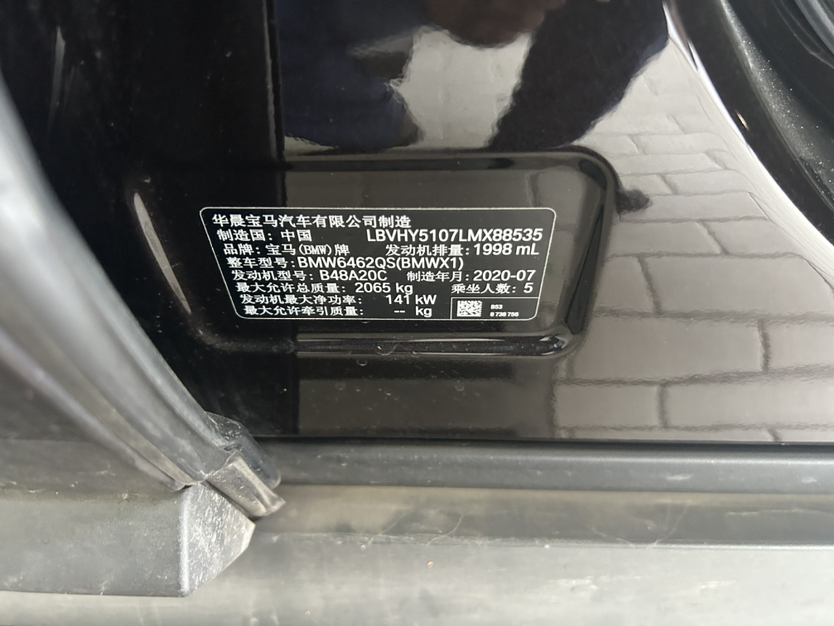 华晨宝马汽车有限公司制造
制造国：中国 LBVHY5107LMX88535
品牌：宝马(BMW)牌 发动机排量：1998 mL
整车型号：BMW6462QS(BMWX1)
发动机型号：B48A20C 制造年月：2020-07
最大允许总质量：2065 kg 乘坐人数：5
发动机最大净功率：141 kW
最大允许牵引质量：-- kg